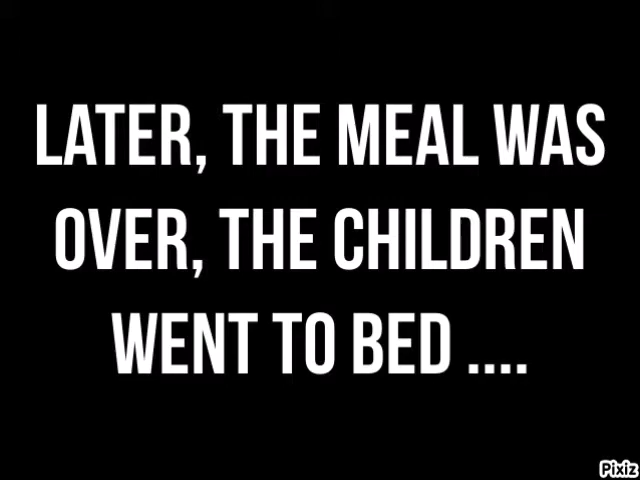 LATER, THE MEAL WAS
OVER, THE CHILDREN
WENT TO BED ....
Pixiz